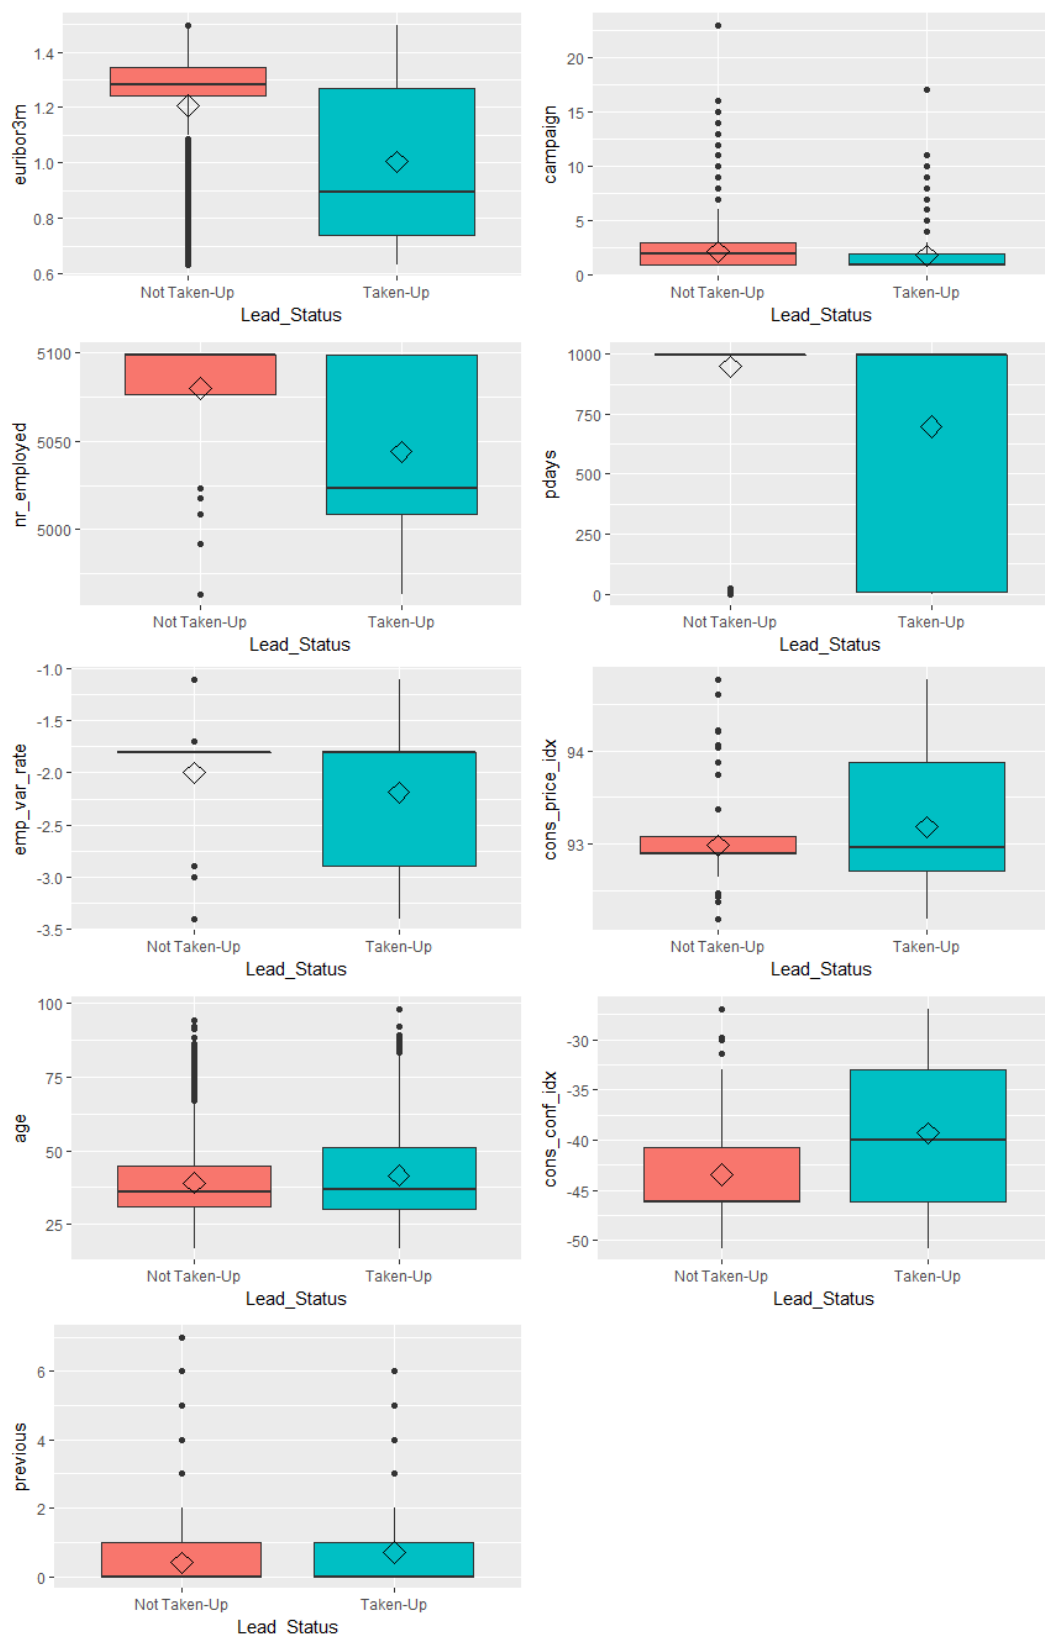 euribor3m
1.4
1.2
1.0
0.8
0.6
Not Taken-Up Taken-Up
Lead_Status
campaign
20
15
10
5
0
Not Taken-Up Taken-Up
Lead_Status
nr_employed
5100
5050
5000
Not Taken-Up Taken-Up
Lead_Status
pdays
1000
750
500
250
0
Not Taken-Up Taken-Up
Lead_Status
emp_var_rate
-1.0
-1.5
-2.0
-2.5
-3.0
-3.5
Not Taken-Up Taken-Up
Lead_Status
cons_price_idx
94
93
Not Taken-Up Taken-Up
Lead_Status
age
100
75
50
25
Not Taken-Up Taken-Up
Lead_Status
cons_conf_idx
-30
-35
-40
-45
-50
Not Taken-Up Taken-Up
Lead_Status
previous
6
4
2
0
Not Taken-Up Taken-Up
Lead_Status